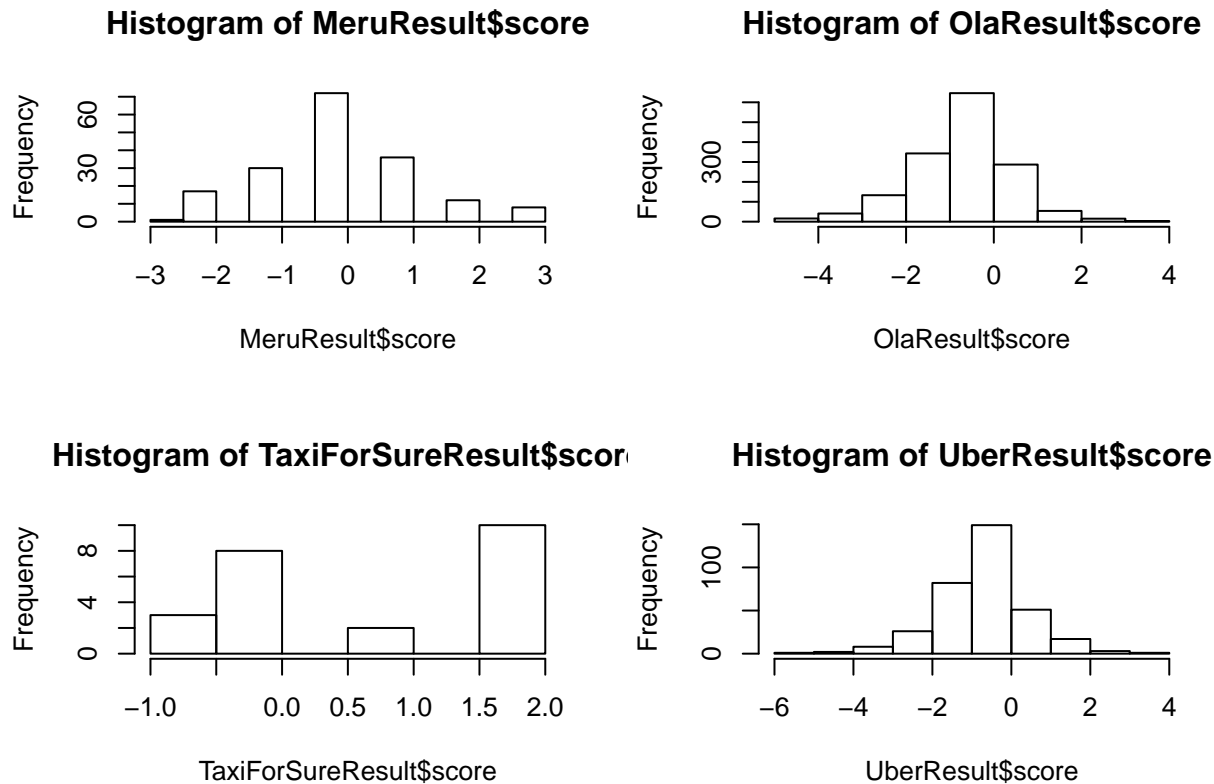 Histogram of MeruResult$score
Frequency
0 30 60
−3 −2 −1 0 1 2 3
MeruResult$score
Histogram of OlaResult$score
Frequency
0 300
−4 −2 0 2 4
OlaResult$score
Histogram of TaxiForSureResult$scor
Frequency
0 4 8
−1.0 0.0 0.5 1.0 1.5 2.0
TaxiForSureResult$score
Histogram of UberResult$score
Frequency
0 100
−6 −4 −2 0 2 4
UberResult$score